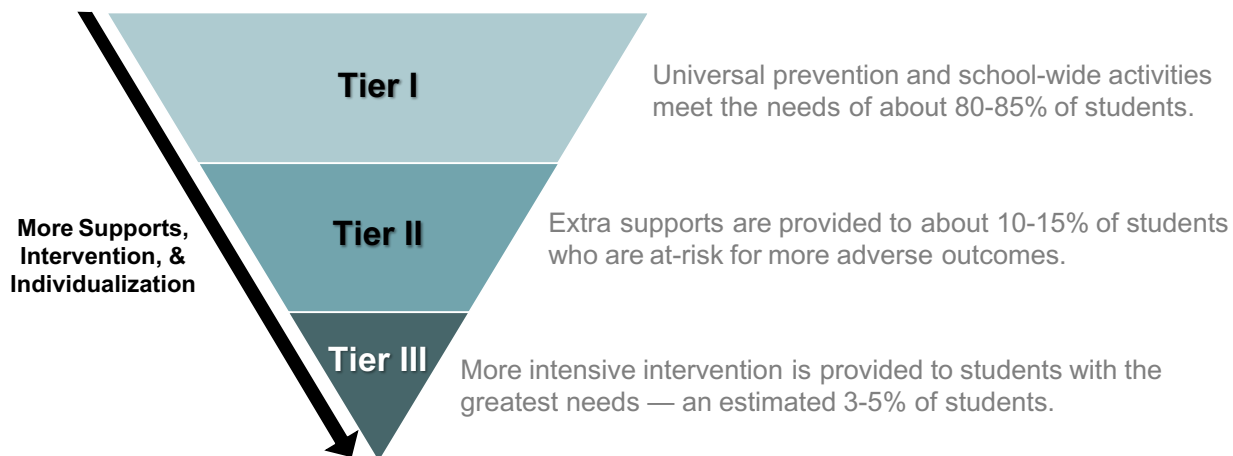 Tier I
Universal prevention and school-wide activities
meet the needs of about 80-85% of students.
More Supports,
Intervention, &
Individualization
Tier II
Extra supports are provided to about 10-15% of students
who are at-risk for more adverse outcomes.
Tier III
More intensive intervention is provided to students with the
greatest needs — an estimated 3-5% of students.